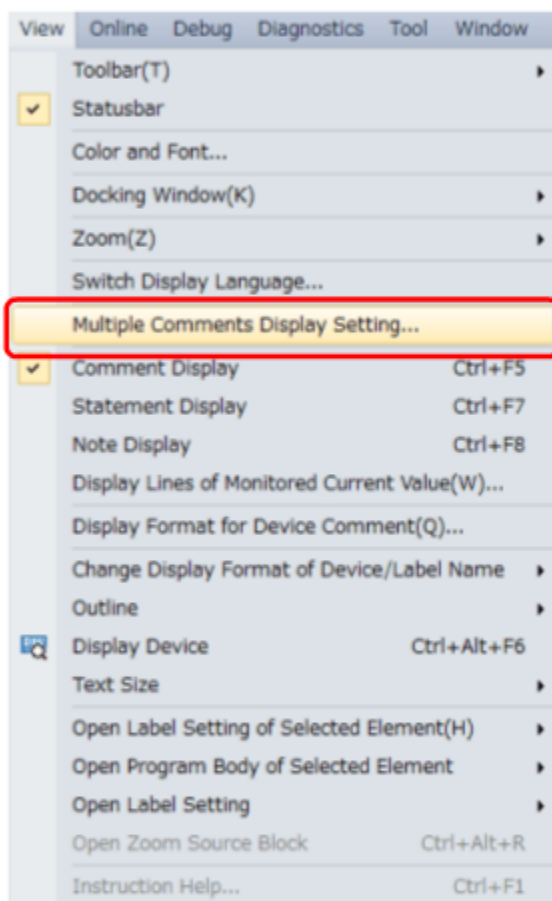 View Online Debug Diagnostics Tool Window
Toolbar(T)
Statusbar
Color and Font...
Docking Window(K)
Zoom(Z)
Switch Display Language...
Multiple Comments Display Setting...
Comment Display Ctrl+F5
Statement Display Ctrl+F7
Note Display Ctrl+F8
Display Lines of Monitored Current Value(W)...
Display Format for Device Comment(Q)...
Change Display Format of Device/Label Name
Outline
Display Device Ctrl+Alt+F6
Text Size
Open Label Setting of Selected Element(H)
Open Program Body of Selected Element
Open Label Setting
Open Zoom Source Block Ctrl+Alt+R
Instruction Help... Ctrl+F1